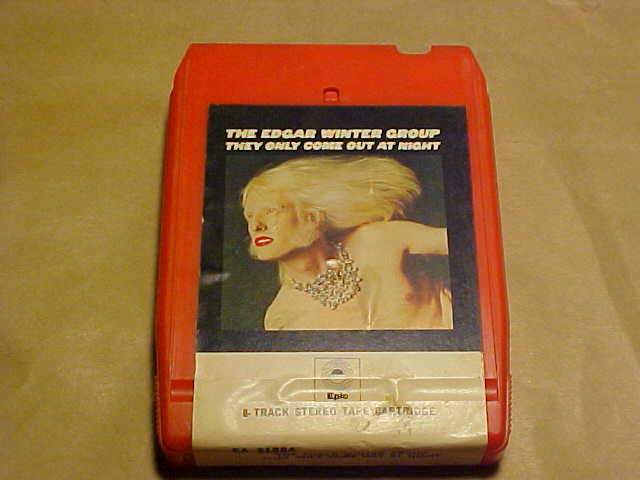 THE EDGAR WINTER GROUP
THEY ONLY COME OUT AT NIGHT
Epic
8-TRACK STEREO TAPE CARTRIDGE